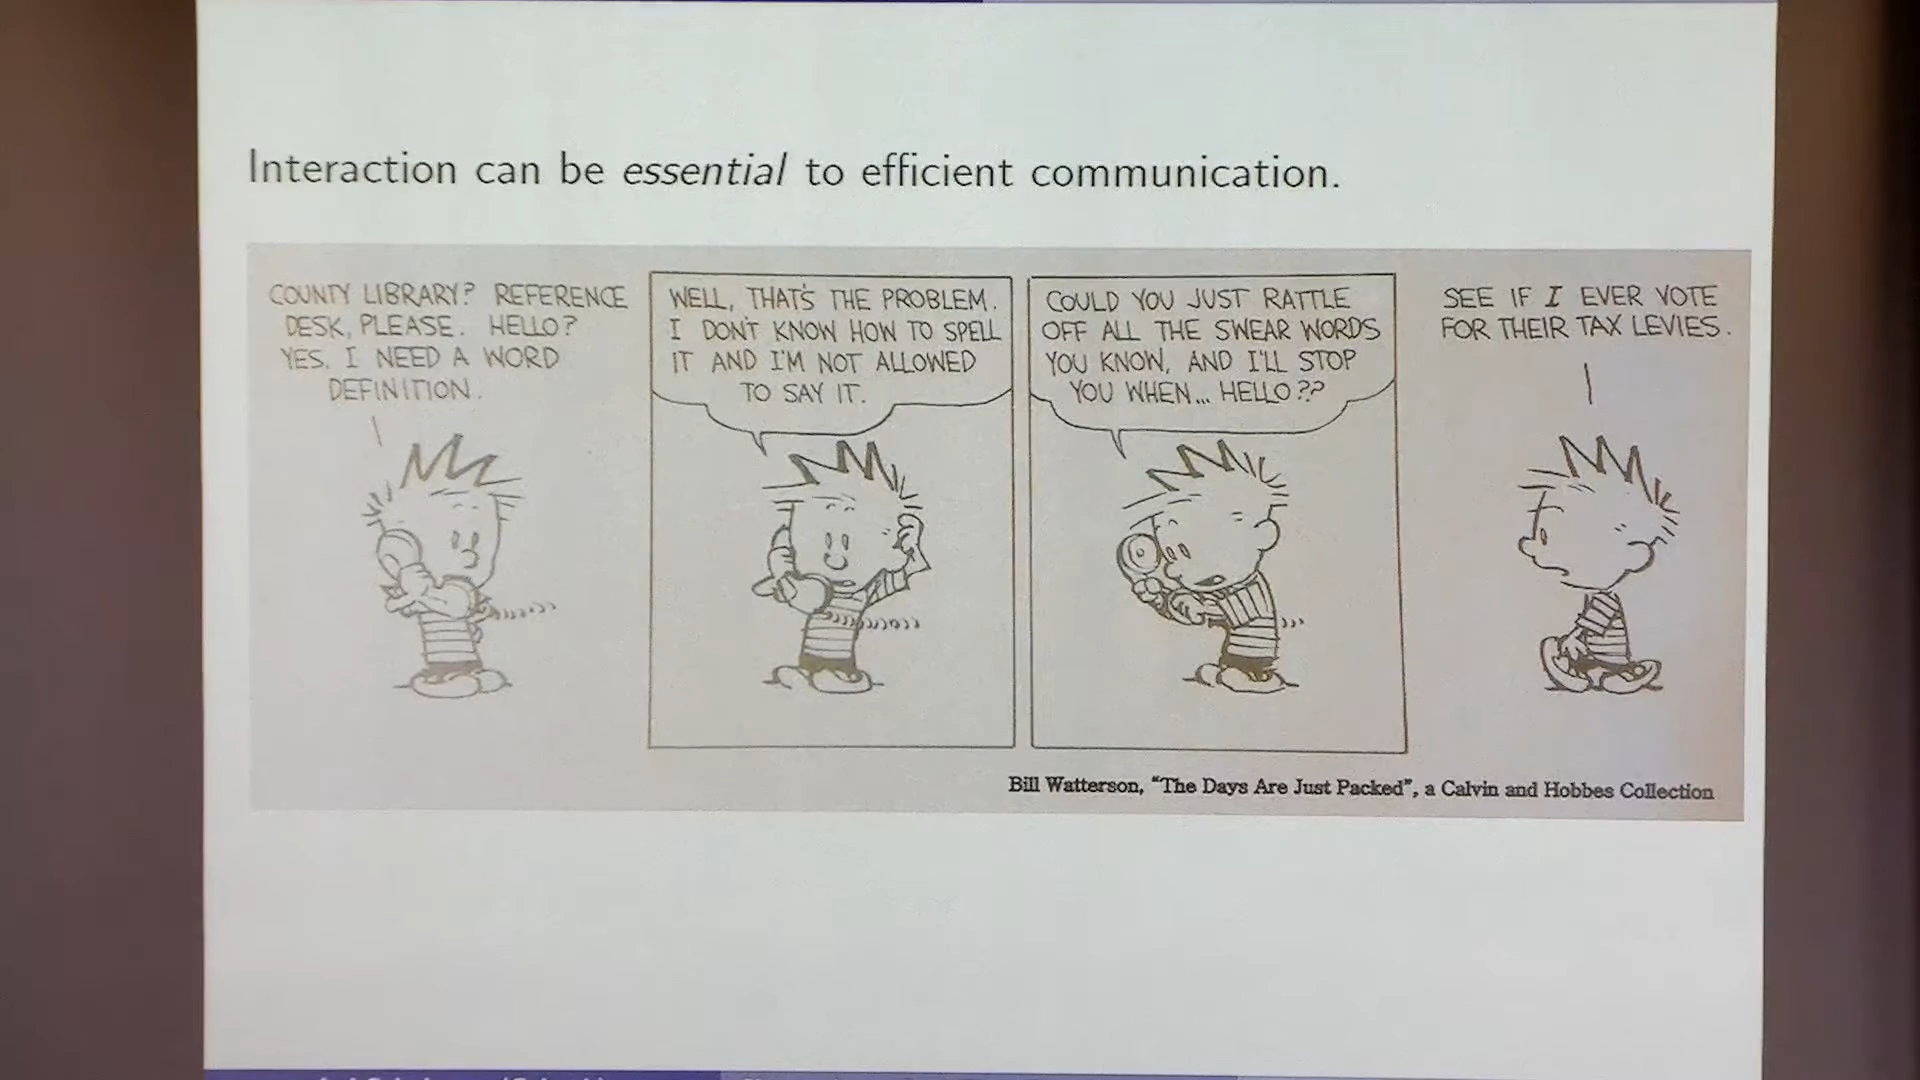 Interaction can be essential to efficient communication.
COUNTY LIBRARY? REFERENCE
DESK, PLEASE. HELLO?
YES. I NEED A WORD
DEFINITION.
WELL, THAT'S THE PROBLEM.
I DON'T KNOW HOW TO SPELL
IT AND I'M NOT ALLOWED
TO SAY IT.
COULD YOU JUST RATTLE
OFF ALL THE SWEAR WORDS
YOU KNOW, AND I'LL STOP
YOU WHEN... HELLO??
SEE IF I EVER VOTE
FOR THEIR TAX LEVIES.
Bill Watterson, “The Days Are Just Packed”, a Calvin and Hobbes Collection